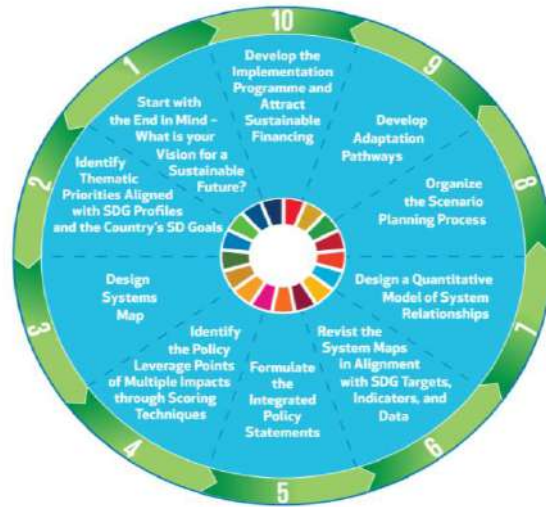 1
Start with
the End in Mind –
What is your
Vision for a
Sustainable
Future?
2
Identify
Thematic
Priorities Aligned
with SDG Profiles
and the Country's SD Goals
3
Design
Systems
Map
4
Identify
the Policy
Leverage Points
of Multiple Impacts
through Scoring
Techniques
5
Formulate
the
Integrated
Policy
Statements
6
Revist the
System Maps
in Alignment
with SDG Targets,
Indicators, and
Data
7
Design a Quantitative
Model of System
Relationships
8
Organize
the Scenario
Planning Process
9
Develop
Adaptation
Pathways
10
Develop the
Implementation
Programme and
Attract
Sustainable
Financing